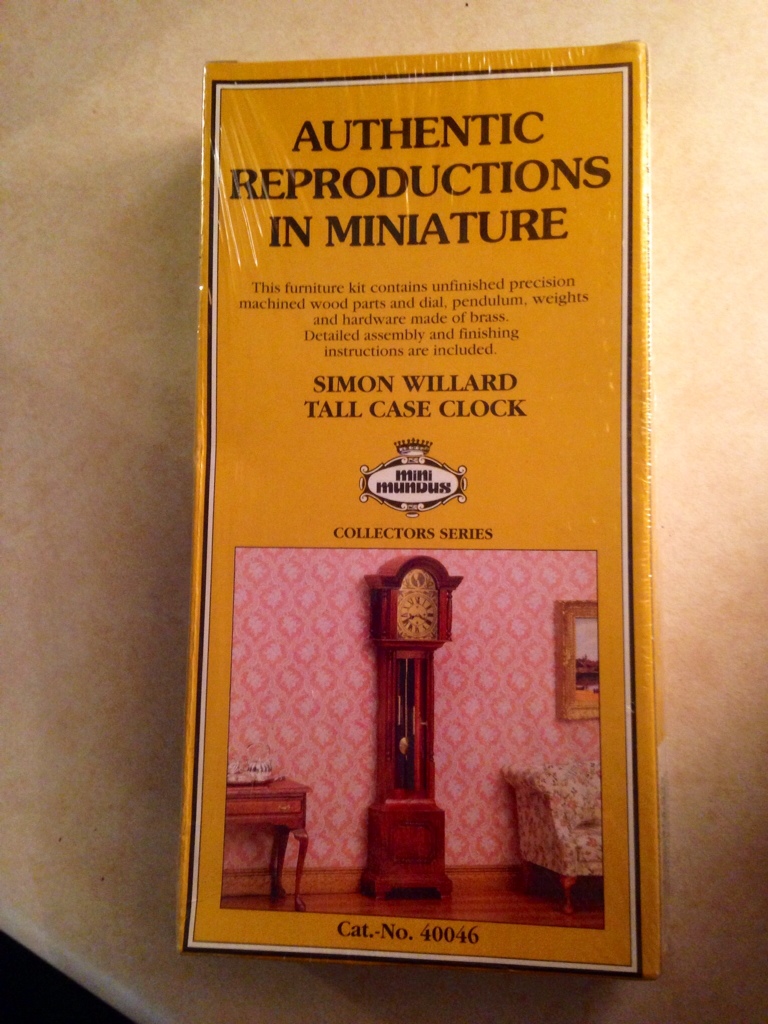 AUTHENTIC
REPRODUCTIONS
IN MINIATURE
This furniture kit contains unfinished precision
machined wood parts and dial, pendulum, weights
and hardware made of brass.
Detailed assembly and finishing
instructions are included.
SIMON WILLARD
TALL CASE CLOCK
mini
mundus
COLLECTORS SERIES
Cat.-No. 40046